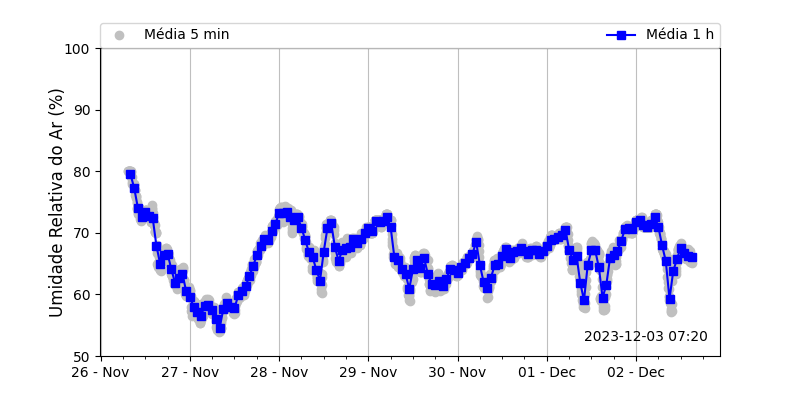 Média 5 min
Média 1 h
Umidade Relativa do Ar (%)
100
90
80
70
60
50
2023-12-03 07:20
26 - Nov
27 - Nov
28 - Nov
29 - Nov
30 - Nov
01 - Dec
02 - Dec